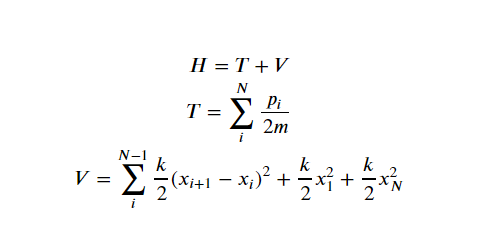 H = T + V
T = \sum_{i}^{N} \frac{p_i}{2m}
V = \sum_{i}^{N-1} \frac{k}{2}(x_{i+1} - x_i)^2 + \frac{k}{2}x_1^2 + \frac{k}{2}x_N^2